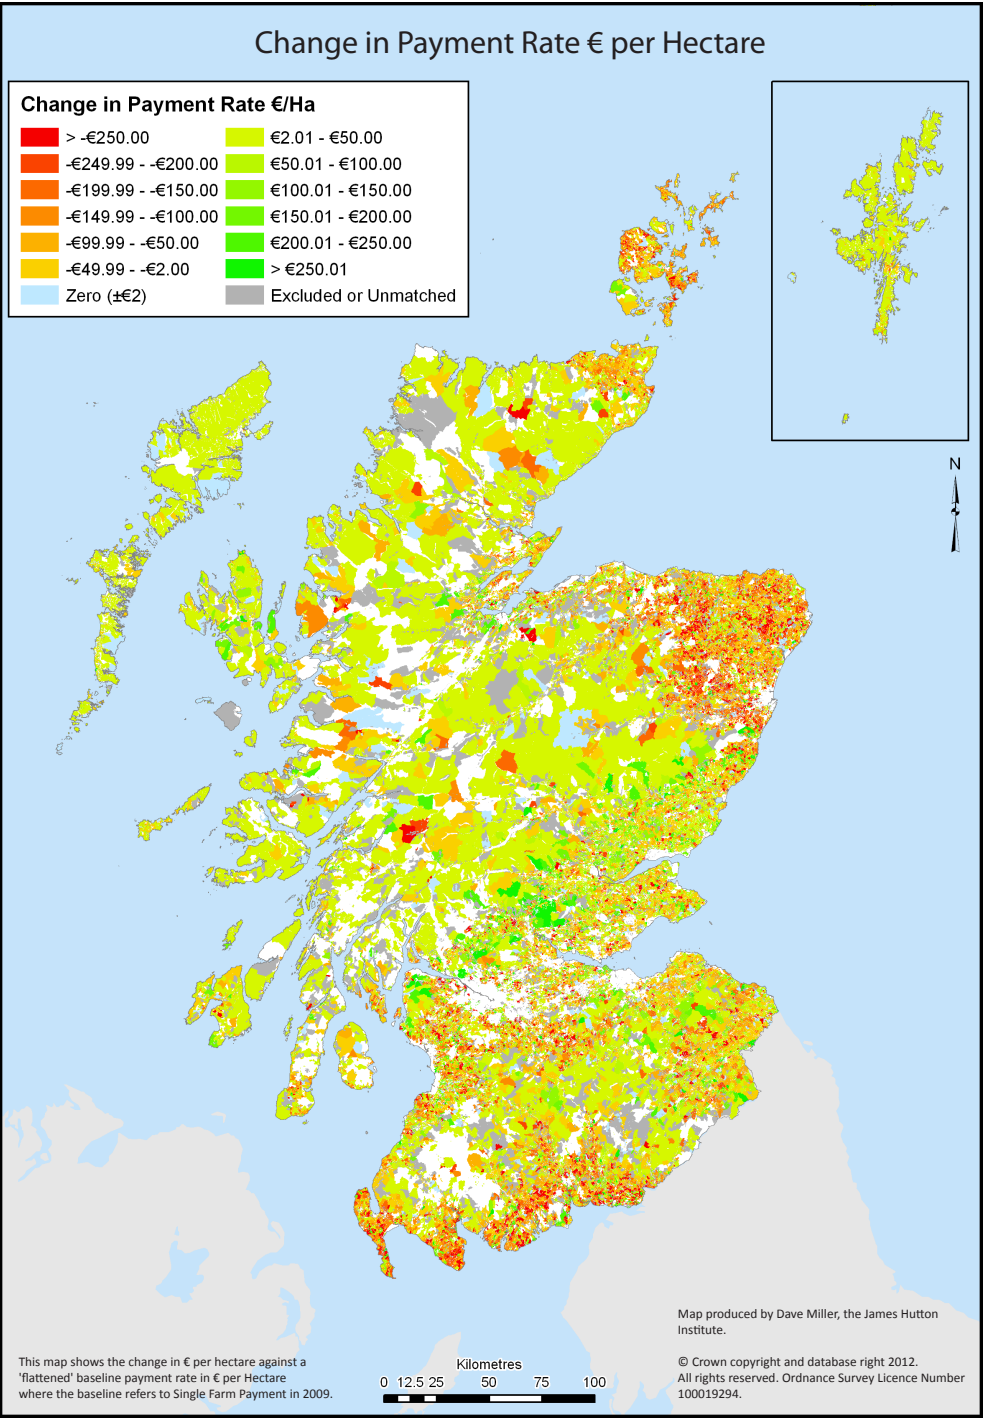 Change in Payment Rate € per Hectare
Change in Payment Rate €/Ha
> -€250.00
-€249.99 - -€200.00
-€199.99 - -€150.00
-€149.99 - -€100.00
-€99.99 - -€50.00
-€49.99 - -€2.00
Zero (±€2)
€2.01 - €50.00
€50.01 - €100.00
€100.01 - €150.00
€150.01 - €200.00
€200.01 - €250.00
> €250.01
Excluded or Unmatched
N
Map produced by Dave Miller, the James Hutton
Institute.
© Crown copyright and database right 2012.
All rights reserved. Ordnance Survey Licence Number
100019294.
This map shows the change in € per hectare against a
'flattened' baseline payment rate in € per Hectare
where the baseline refers to Single Farm Payment in 2009.
Kilometres
0 12.5 25 50 75 100